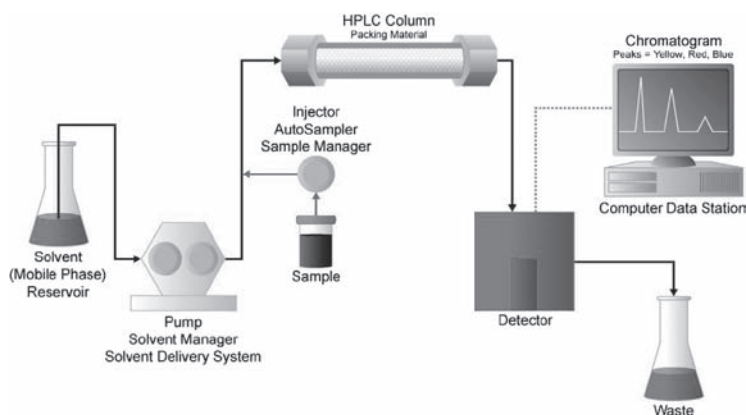 HPLC Column
Packing Material
Chromatogram
Peaks = Yellow, Red, Blue
Injector
AutoSampler
Sample Manager
Computer Data Station
Solvent
(Mobile Phase)
Reservoir
Sample
Pump
Solvent Manager
Solvent Delivery System
Detector
Waste